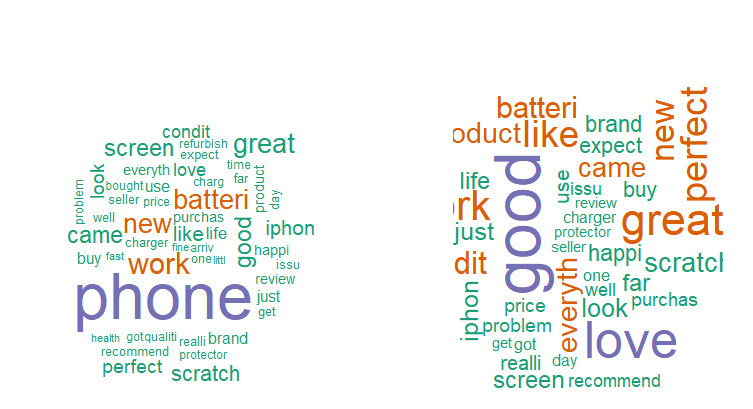 condit
refurbish
screen
great
expect
time
everyth
love
far
look
charg
product
day
bought
use
problem
seller
price
batteri
well
new
purchas
good
iphon
came
like
life
charger
fine
arriv
happi
buy
fast
work
one
littl
issu
review
phone
just
get
health
got
qualiti
realli
brand
recommend
protector
perfect
scratch
batteri
new
perfect
oduct
like
brand
expect
good
came
life
use
issu
buy
rk
review
charger
great
just
protector
seller
happi
dit
everyth
scratch
one
far
well
iphon
price
look
purchas
problem
love
get
got
realli
day
screen
recommend